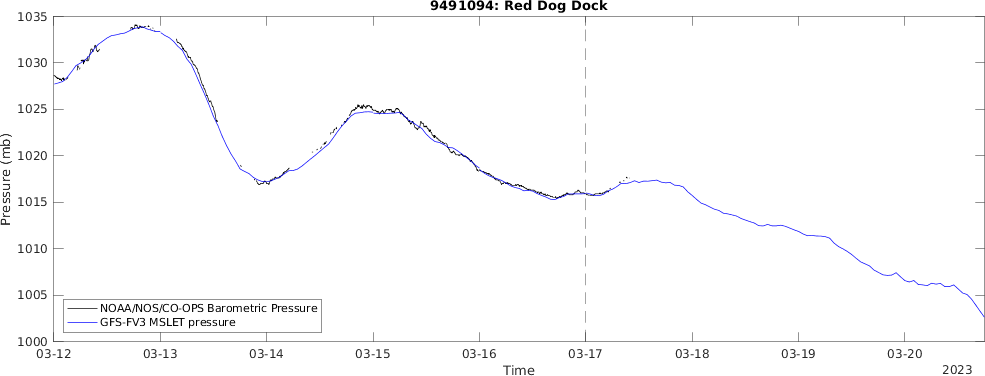 9491094: Red Dog Dock
1035
1030
1025
1020
1015
1010
1005
1000
Pressure (mb)
NOAA/NOS/CO-OPS Barometric Pressure
GFS-FV3 MSLET pressure
03-12 03-13 03-14 03-15 03-16 03-17 03-18 03-19 03-20
Time
2023